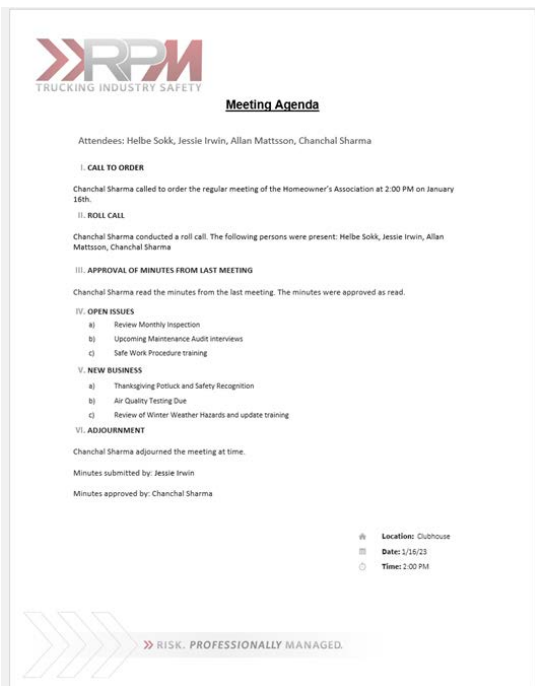 RPM
TRUCKING INDUSTRY SAFETY
Meeting Agenda
Attendees: Helbe Sokk, Jessie Irwin, Allan Mattsson, Chanchal Sharma
I. CALL TO ORDER
Chanchal Sharma called to order the regular meeting of the Homeowner's Association at 2:00 PM on January
16th.
II. ROLL CALL
Chanchal Sharma conducted a roll call. The following persons were present: Helbe Sokk, Jessie Irwin, Allan
Mattsson, Chanchal Sharma
III. APPROVAL OF MINUTES FROM LAST MEETING
Chanchal Sharma read the minutes from the last meeting. The minutes were approved as read.
IV. OPEN ISSUES
a) Review Monthly Inspection
b) Upcoming Maintenance Audit interviews
c) Safe Work Procedure training
V. NEW BUSINESS
a) Thanksgiving Potluck and Safety Recognition
b) Air Quality Testing Due
c) Review of Winter Weather Hazards and update training
VI. ADJOURNMENT
Chanchal Sharma adjourned the meeting at time.
Minutes submitted by: Jessie Irwin
Minutes approved by: Chanchal Sharma
Location: Clubhouse
Date: 1/16/23
Time: 2:00 PM
RISK. PROFESSIONALLY MANAGED.